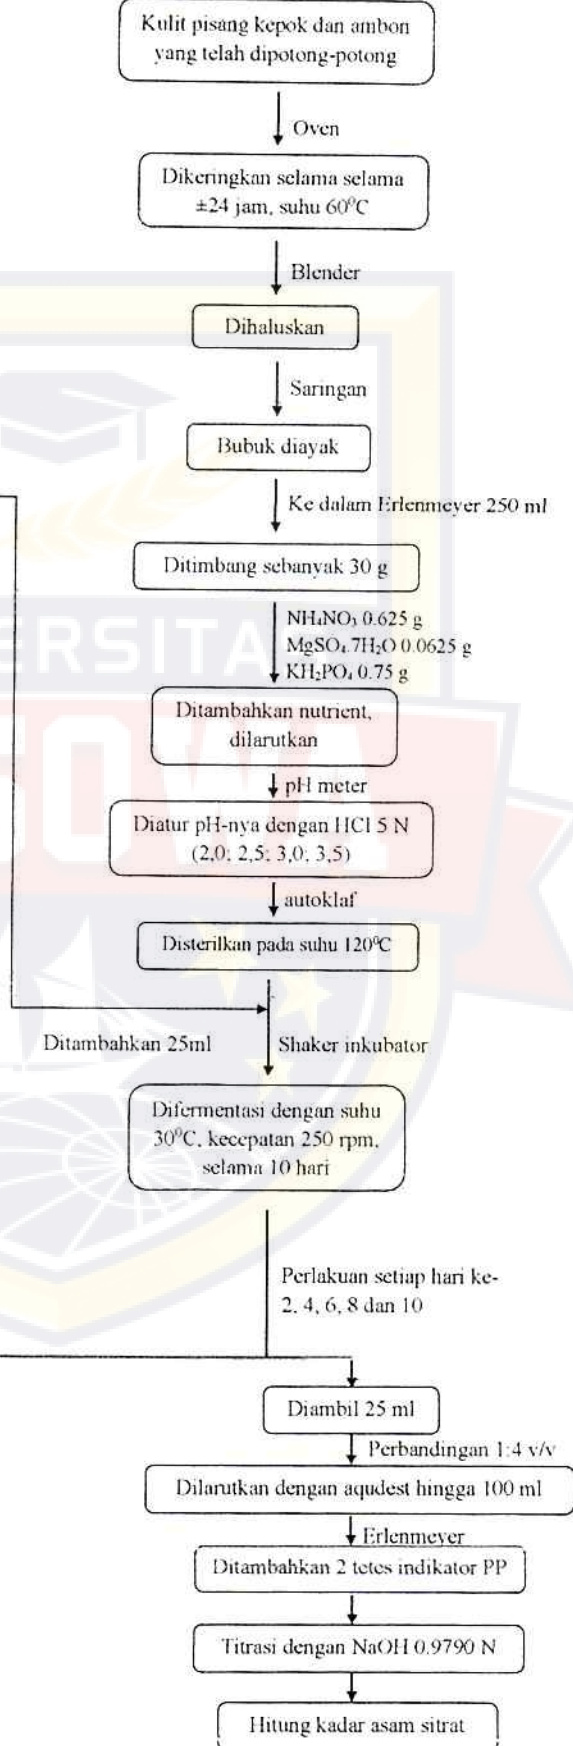 Kulit pisang kepok dan ambon
yang telah dipotong-potong
Oven
Dikeringkan selama selama
±24 jam, suhu 60⁰C
Blender
Dihaluskan
Saringan
Bubuk diayak
Ke dalam Erlenmeyer 250 ml
Ditimbang sebanyak 30 g
NH₄NO₃ 0.625 g
MgSO₄.7H₂O 0.0625 g
KH₂PO₄ 0.75 g
Ditambahkan nutrient,
dilarutkan
pH meter
Diatur pH-nya dengan HCl 5 N
(2,0; 2,5; 3,0; 3,5)
autoklaf
Disterilkan pada suhu 120⁰C
Ditambahkan 25ml
Shaker inkubator
Difermentasi dengan suhu
30⁰C, kecepatan 250 rpm,
selama 10 hari
Perlakuan setiap hari ke-
2, 4, 6, 8 dan 10
Diambil 25 ml
Perbandingan 1:4 v/v
Dilarutkan dengan aqudest hingga 100 ml
Erlenmeyer
Ditambahkan 2 tetes indikator PP
Titrasi dengan NaOH 0.9790 N
Hitung kadar asam sitrat
ERSITA
SOWA